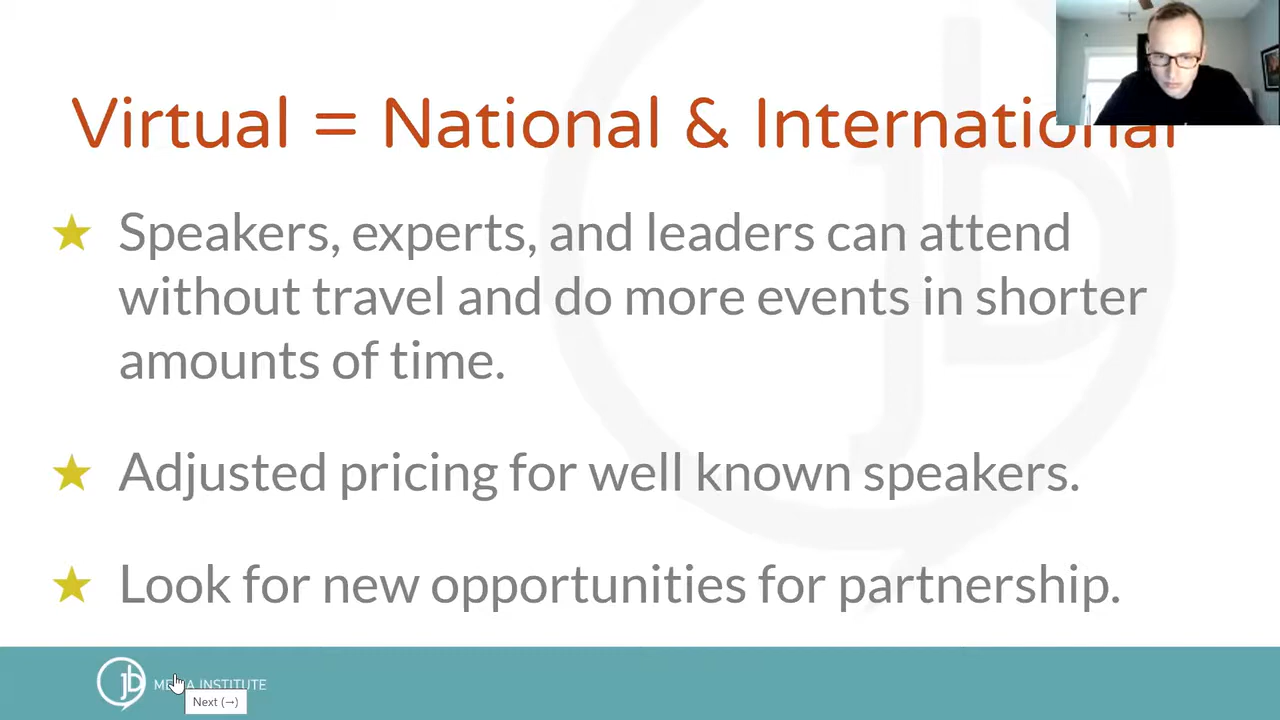 Virtual = National & International
Speakers, experts, and leaders can attend
without travel and do more events in shorter
amounts of time.
Adjusted pricing for well known speakers.
Look for new opportunities for partnership.
jb MEDIA INSTITUTE
Next (→)